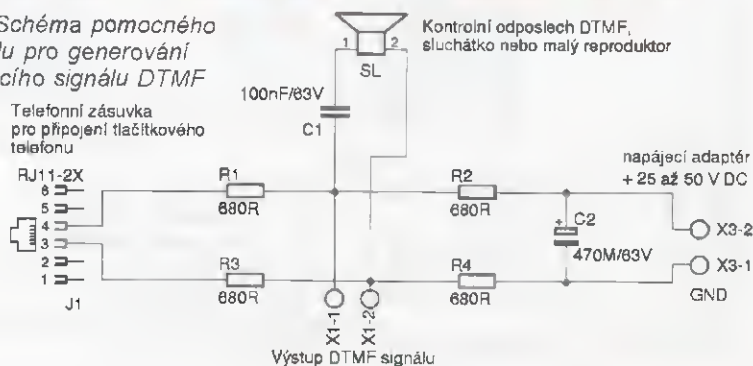 Schéma pomocného
u pro generování
cího signálu DTMF
Kontrolní odposlech DTMF,
sluchátko nebo malý reproduktor
1 2
SL
100nF/63V
C1
Telefonní zásuvka
pro připojení tlačítkového
telefonu
RJ11-2X
6
5
4
3
2
1
J1
R1
680R
R2
680R
R3
680R
R4
680R
napájecí adaptér
+ 25 až 50 V DC
+ C2
470M/63V
X3-2
X3-1
GND
X1-1
X1-2
Výstup DTMF signálu